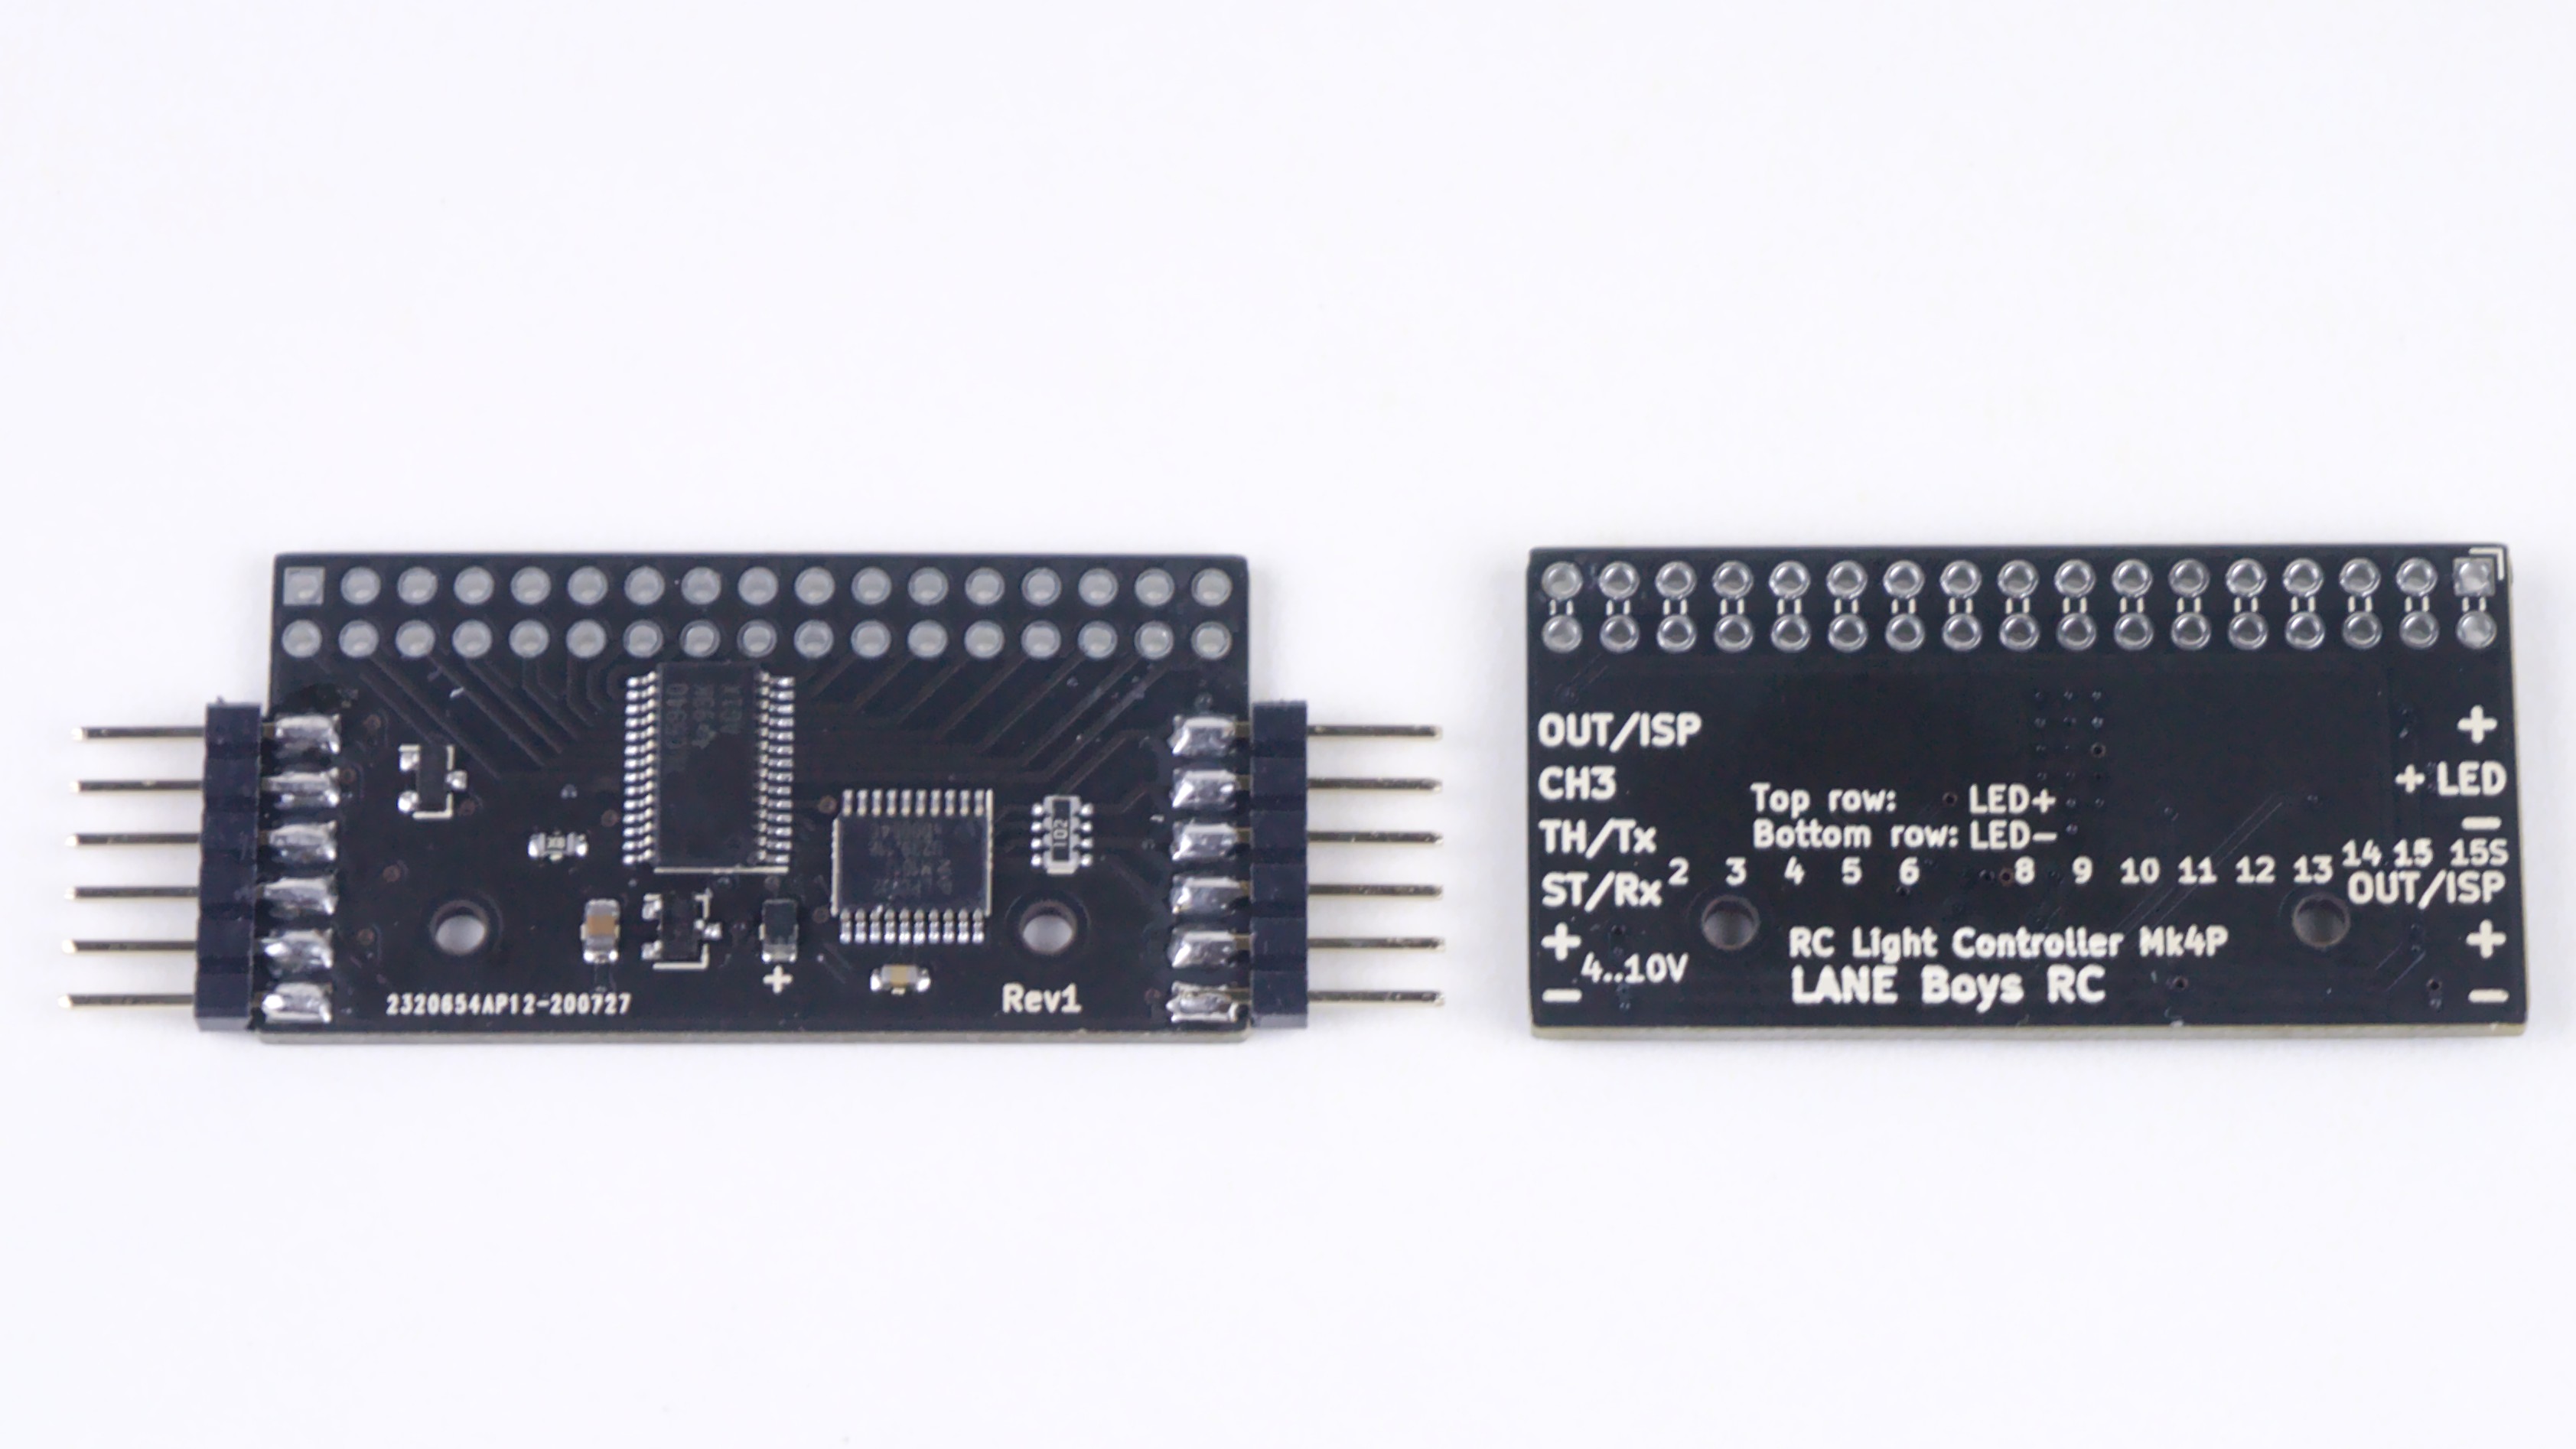 102
2320654AP12-200727
+
Rev1
OUT/ISP
CH3
TH/Tx
ST/Rx
+
4..10V
−
Top row: LED+
Bottom row: LED−
2 3 4 5 6 8 9 10 11 12 13 14 15 15S
RC Light Controller Mk4P
LANE Boys RC
+
+ LED
−
OUT/ISP
+
−